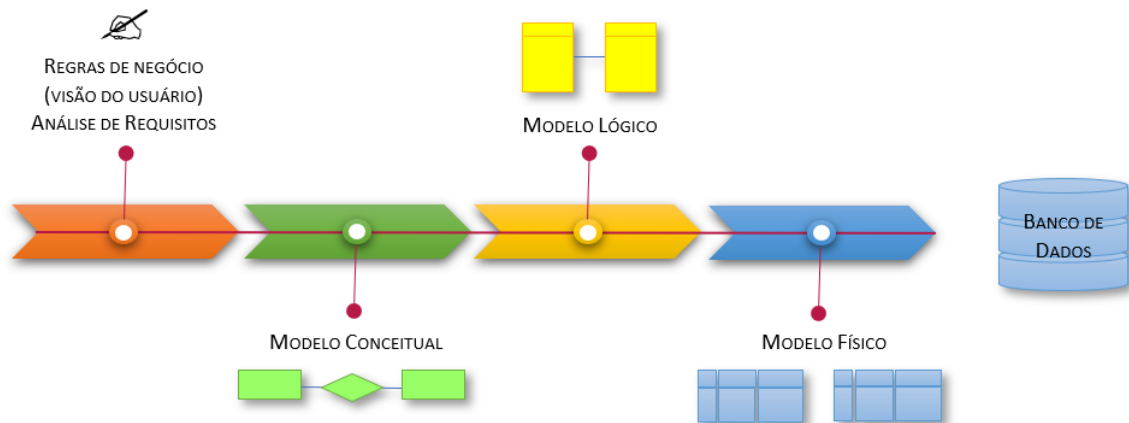 Regras de negócio
(visão do usuário)
Análise de Requisitos
Modelo Lógico
Banco de
Dados
Modelo Conceitual
Modelo Físico